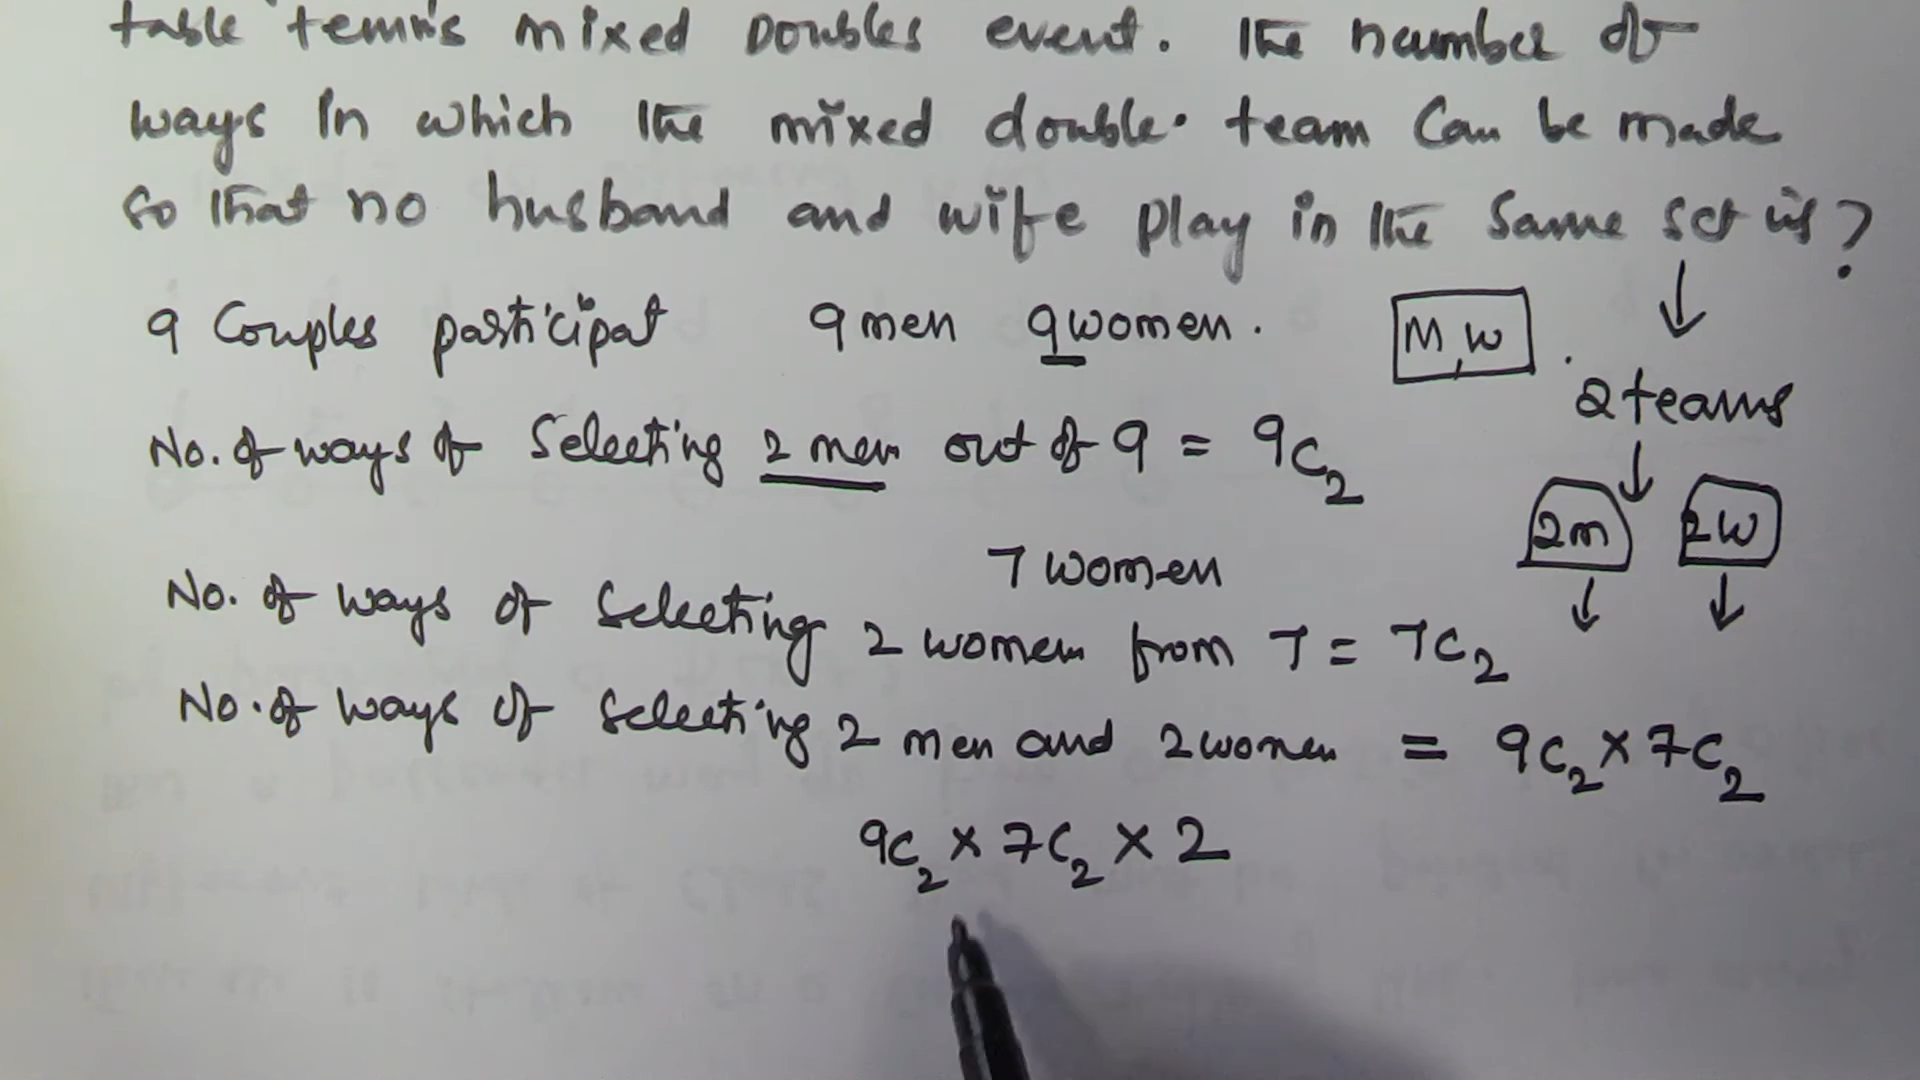 table tennis mixed Doubles event. The number of
ways in which the mixed double. team Can be made
so that no husband and wife play in the same set is?
9 Couples participat 9 men 9 women. M, W
2 teams
No. of ways of Selecting 2 men out of 9 = 9C2
2m 2W
7 women
No. of ways of Selecting 2 women from 7 = 7C2
No. of ways of selecting 2 men and 2 women = 9C2 × 7C2
9C2 × 7C2 × 2